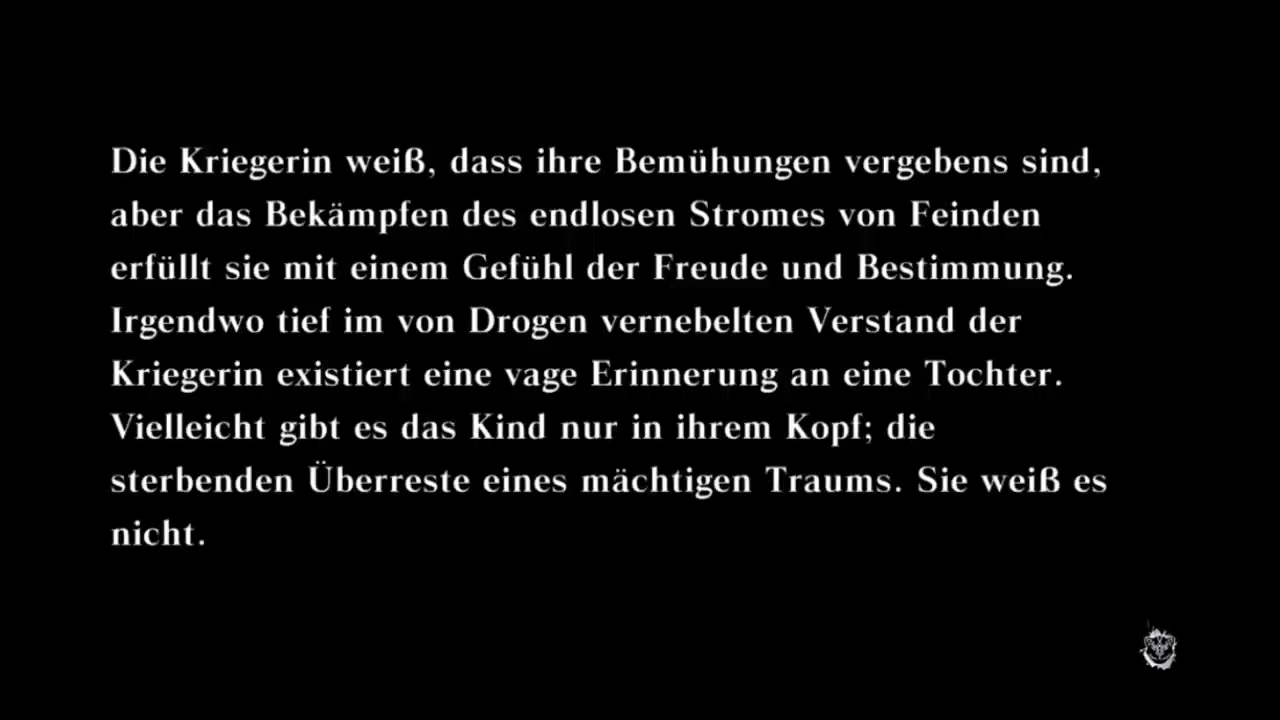 Die Kriegerin weiß, dass ihre Bemühungen vergebens sind,
aber das Bekämpfen des endlosen Stromes von Feinden
erfüllt sie mit einem Gefühl der Freude und Bestimmung.
Irgendwo tief im von Drogen vernebelten Verstand der
Kriegerin existiert eine vage Erinnerung an eine Tochter.
Vielleicht gibt es das Kind nur in ihrem Kopf; die
sterbenden Überreste eines mächtigen Traums. Sie weiß es
nicht.